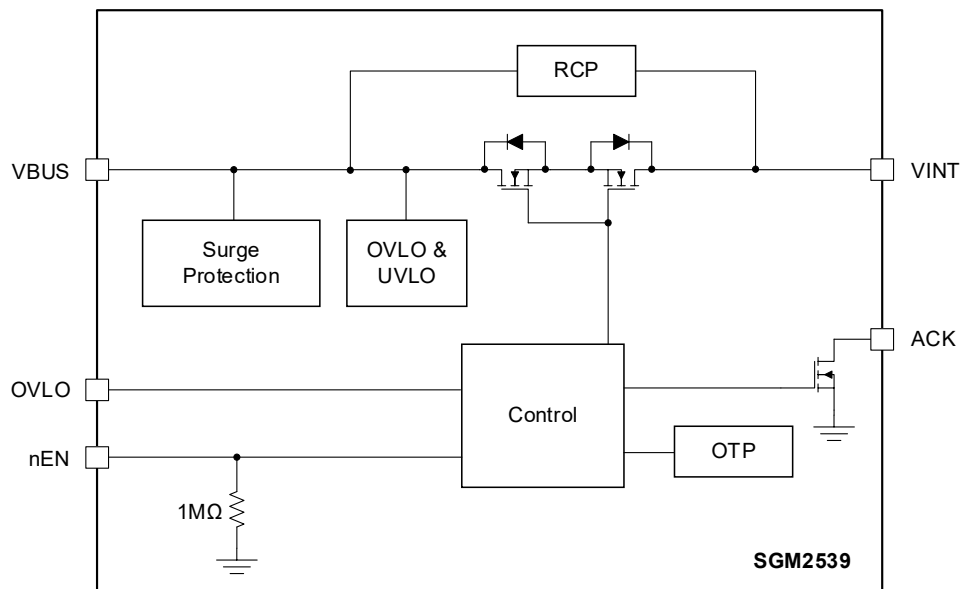 RCP
VBUS
VINT
Surge
Protection
OVLO &
UVLO
ACK
OVLO
Control
nEN
OTP
1MΩ
SGM2539